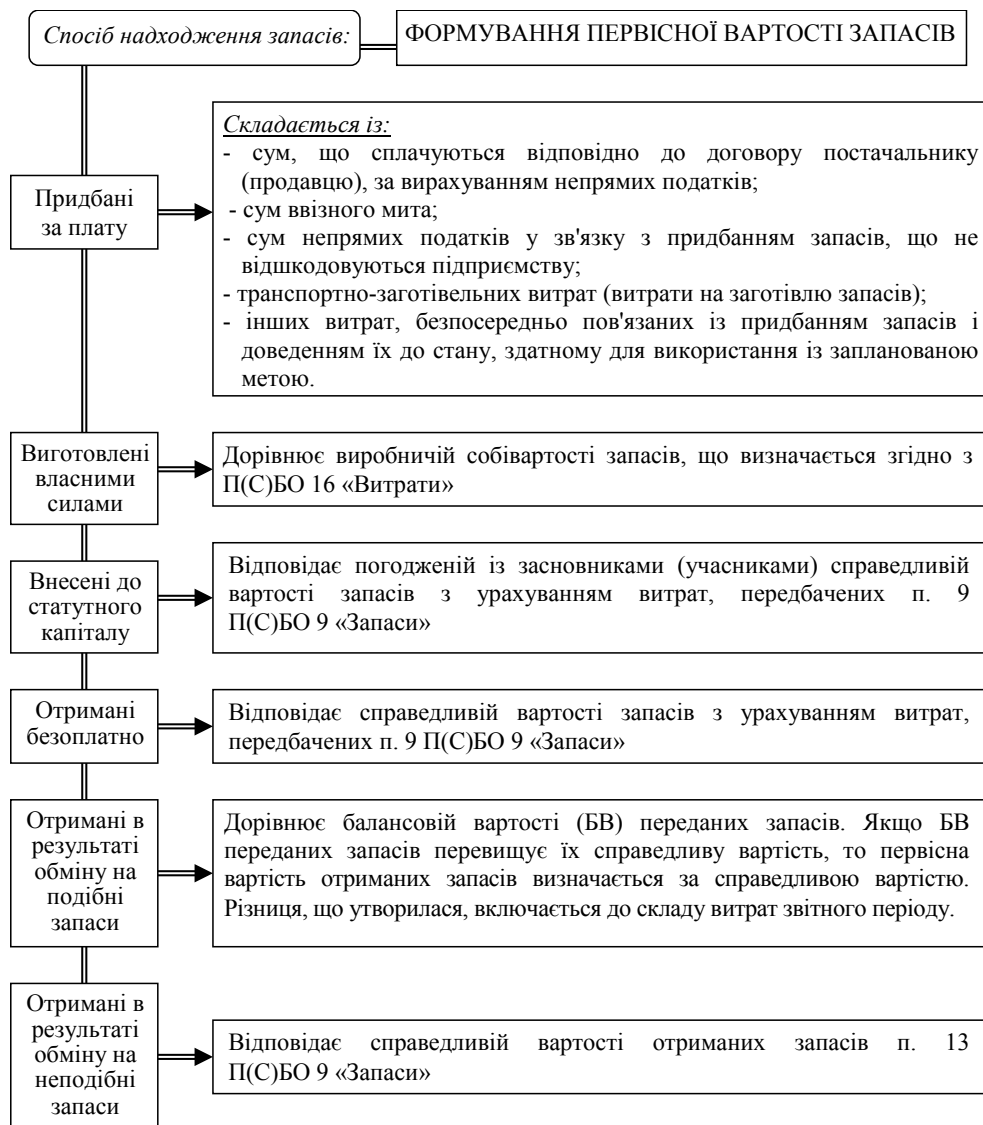 Спосіб надходження запасів:
ФОРМУВАННЯ ПЕРВІСНОЇ ВАРТОСТІ ЗАПАСІВ
Придбані
за плату
Складається із:
- сум, що сплачуються відповідно до договору постачальнику
(продавцю), за вирахуванням непрямих податків;
- сум ввізного мита;
- сум непрямих податків у зв'язку з придбанням запасів, що не
відшкодовуються підприємству;
- транспортно-заготівельних витрат (витрати на заготівлю запасів);
- інших витрат, безпосередньо пов'язаних із придбанням запасів і
доведенням їх до стану, здатному для використання із запланованою
метою.
Виготовлені
власними
силами
Дорівнює виробничій собівартості запасів, що визначається згідно з
П(С)БО 16 «Витрати»
Внесені до
статутного
капіталу
Відповідає погодженій із засновниками (учасниками) справедливій
вартості запасів з урахуванням витрат, передбачених п. 9
П(С)БО 9 «Запаси»
Отримані
безоплатно
Відповідає справедливій вартості запасів з урахуванням витрат,
передбачених п. 9 П(С)БО 9 «Запаси»
Отримані в
результаті
обміну на
подібні
запаси
Дорівнює балансовій вартості (БВ) переданих запасів. Якщо БВ
переданих запасів перевищує їх справедливу вартість, то первісна
вартість отриманих запасів визначається за справедливою вартістю.
Різниця, що утворилася, включається до складу витрат звітного періоду.
Отримані в
результаті
обміну на
неподібні
запаси
Відповідає справедливій вартості отриманих запасів п. 13
П(С)БО 9 «Запаси»